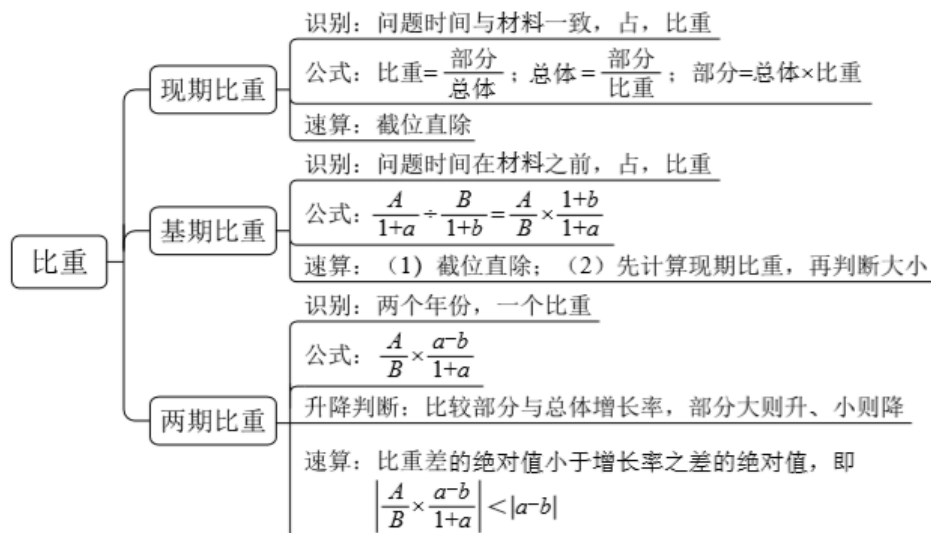 比重
现期比重
识别：问题时间与材料一致，占，比重
公式：比重=部分/总体；总体=部分/比重；部分=总体×比重
速算：截位直除
基期比重
识别：问题时间在材料之前，占，比重
公式：A/(1+a)÷B/(1+b)=A/B×(1+b)/(1+a)
速算：（1）截位直除；（2）先计算现期比重，再判断大小
两期比重
识别：两个年份，一个比重
公式：A/B×(a−b)/(1+a)
升降判断：比较部分与总体增长率，部分大则升、小则降
速算：比重差的绝对值小于增长率之差的绝对值，即
|A/B×(a−b)/(1+a)|<|a−b|